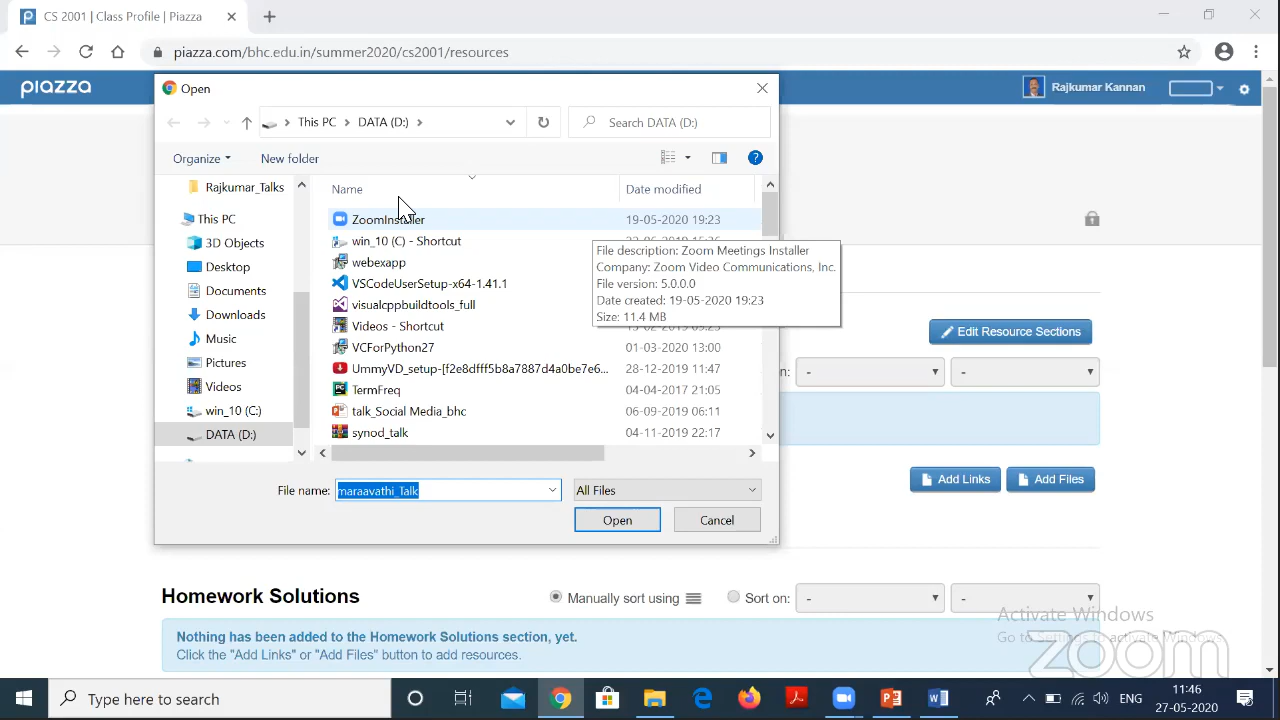 CS 2001 | Class Profile | Piazza
piazza.com/bhc.edu.in/summer2020/cs2001/resources
piazza
Rajkumar Kannan
Open
This PC
DATA (D:)
Search DATA (D:)
Organize
New folder
Rajkumar_Talks
This PC
3D Objects
Desktop
Documents
Downloads
Music
Pictures
Videos
win_10 (C:)
DATA (D:)
Name
Date modified
ZoomInstaller 19-05-2020 19:23
win_10 (C) - Shortcut
webexapp
VSCodeUserSetup-x64-1.41.1
visualcppbuildtools_full
Videos - Shortcut
VCForPython27 01-03-2020 13:00
UmmyVD_setup-[f2e8dfff5b8a7887d4a0be7e6... 28-12-2019 11:47
TermFreq 04-04-2017 21:05
talk_Social Media_bhc 06-09-2019 06:11
synod_talk 04-11-2019 22:17
File description: Zoom Meetings Installer
Company: Zoom Video Communications, Inc.
File version: 5.0.0.0
Date created: 19-05-2020 19:23
Size: 11.4 MB
File name: maraavathi_Talk
All Files
Open
Cancel
Edit Resource Sections
n: - -
Add Links
Add Files
Homework Solutions
Manually sort using
Sort on: - -
Nothing has been added to the Homework Solutions section, yet.
Click the "Add Links" or "Add Files" button to add resources.
Activate Windows
Go to Settings to activate Windows.
zoom
Type here to search
ENG
11:46
27-05-2020